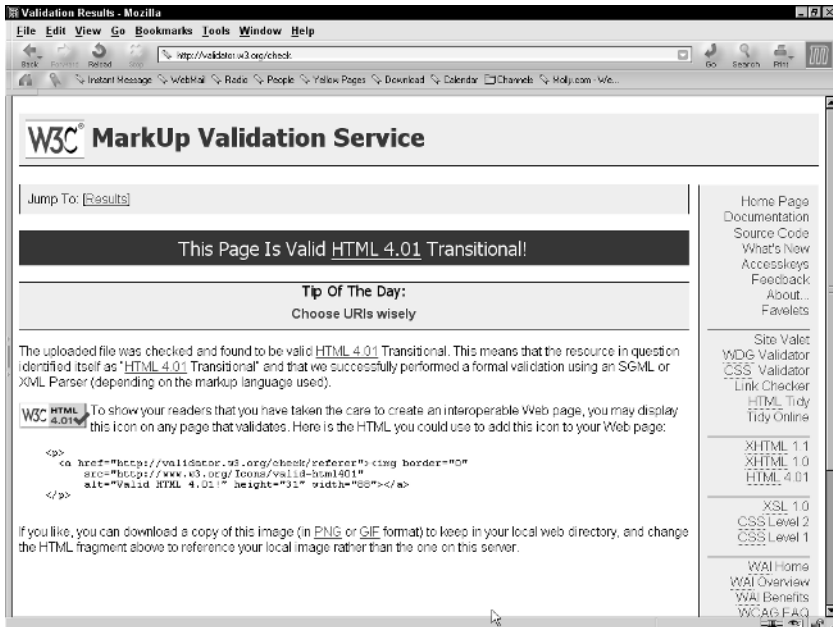 Validation Results - Mozilla
File Edit View Go Bookmarks Tools Window Help
Back Forward Reload Stop http://validator.w3.org/check Go Search Print
Instant Message WebMail Radio People Yellow Pages Download Calendar Channels Molly.com - We...
W3C® MarkUp Validation Service
Jump To: [Results]
This Page Is Valid HTML 4.01 Transitional!
Tip Of The Day:
Choose URIs wisely
The uploaded file was checked and found to be valid HTML 4.01 Transitional. This means that the resource in question
identified itself as "HTML 4.01 Transitional" and that we successfully performed a formal validation using an SGML or
XML Parser (depending on the markup language used).
W3C HTML 4.01
To show your readers that you have taken the care to create an interoperable Web page, you may display
this icon on any page that validates. Here is the HTML you could use to add this icon to your Web page:
<p>
<a href="http://validator.w3.org/check/referer"><img border="0"
src="http://www.w3.org/Icons/valid-html401"
alt="Valid HTML 4.01!" height="31" width="88"></a>
</p>
If you like, you can download a copy of this image (in PNG or GIF format) to keep in your local web directory, and change
the HTML fragment above to reference your local image rather than the one on this server.
Home Page
Documentation
Source Code
What's New
Accesskeys
Feedback
About...
Favelets
Site Valet
WDG Validator
CSS Validator
Link Checker
HTML Tidy
Tidy Online
XHTML 1.1
XHTML 1.0
HTML 4.01
XSL 1.0
CSS Level 2
CSS Level 1
WAI Home
WAI Overview
WAI Benefits
WCAG FAQ